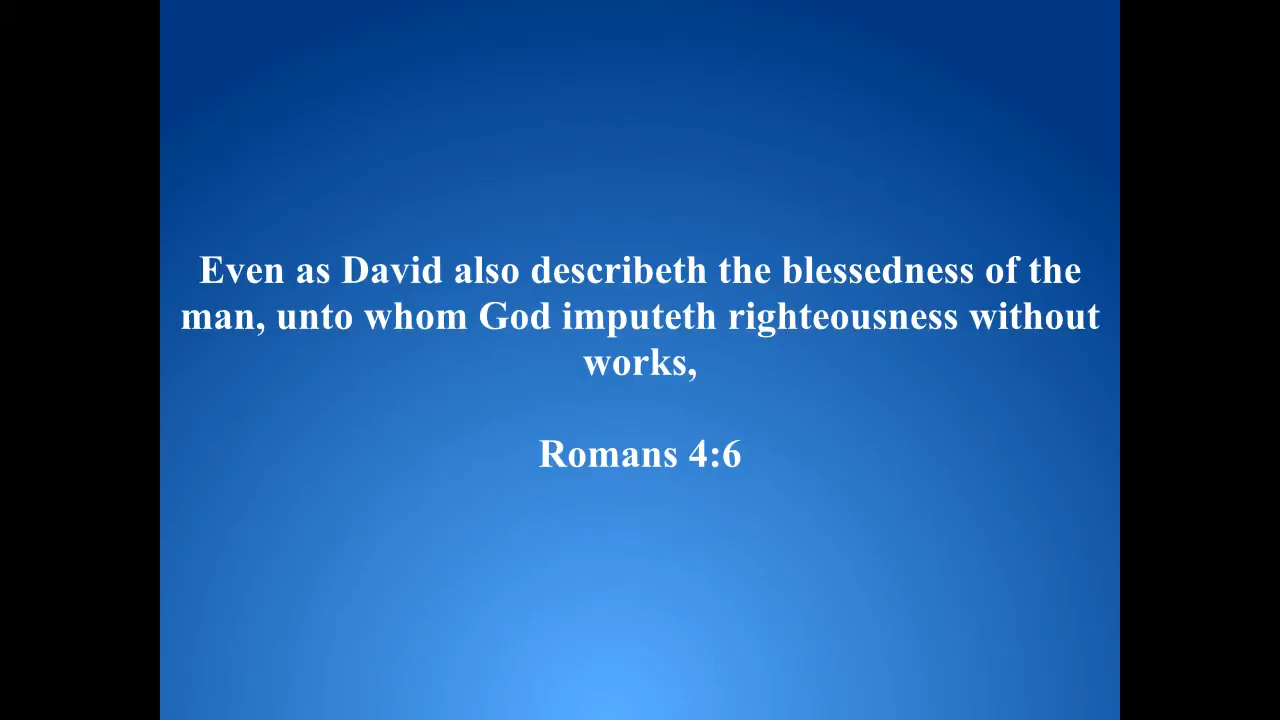 Even as David also describeth the blessedness of the
man, unto whom God imputeth righteousness without
works,
Romans 4:6